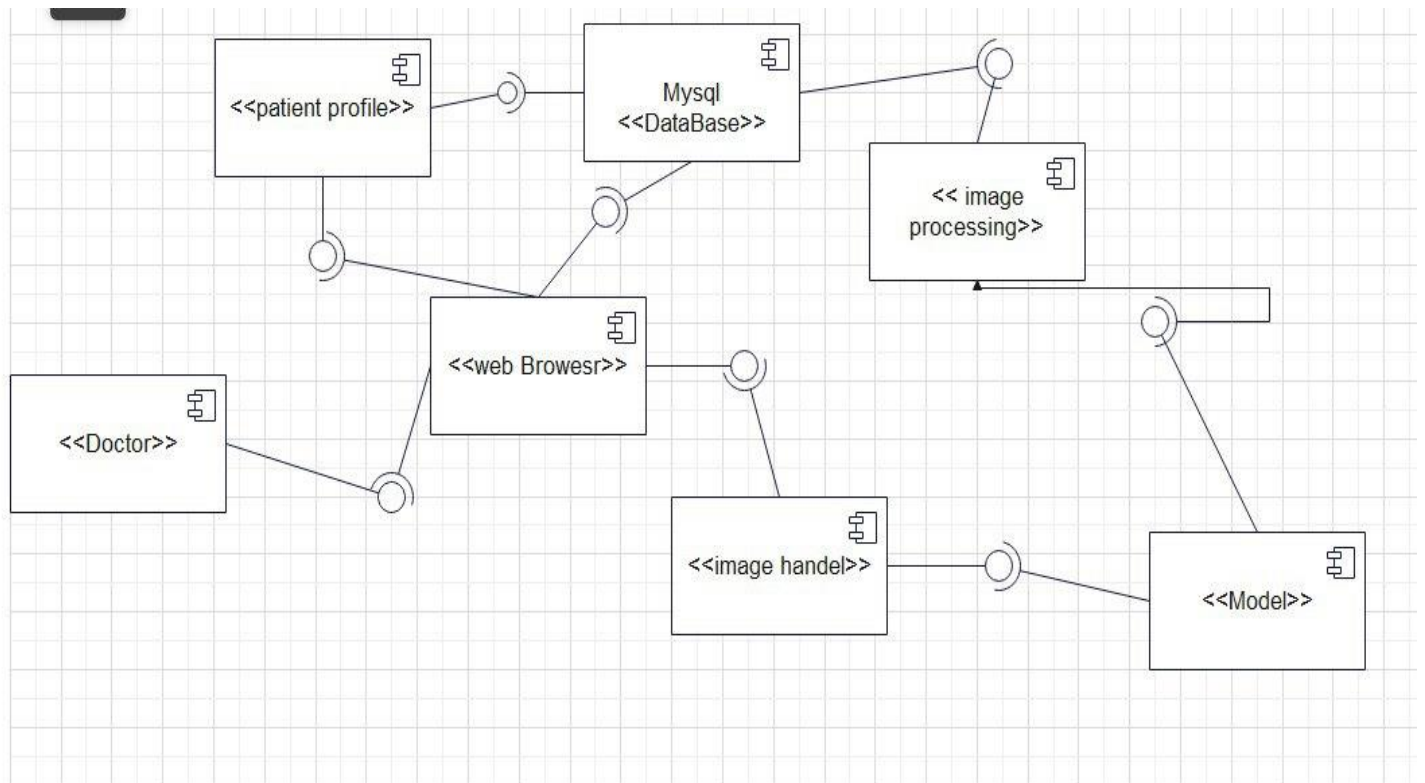 <<patient profile>>
Mysql
<<DataBase>>
<< image
processing>>
<<web Browesr>>
<<Doctor>>
<<image handel>>
<<Model>>